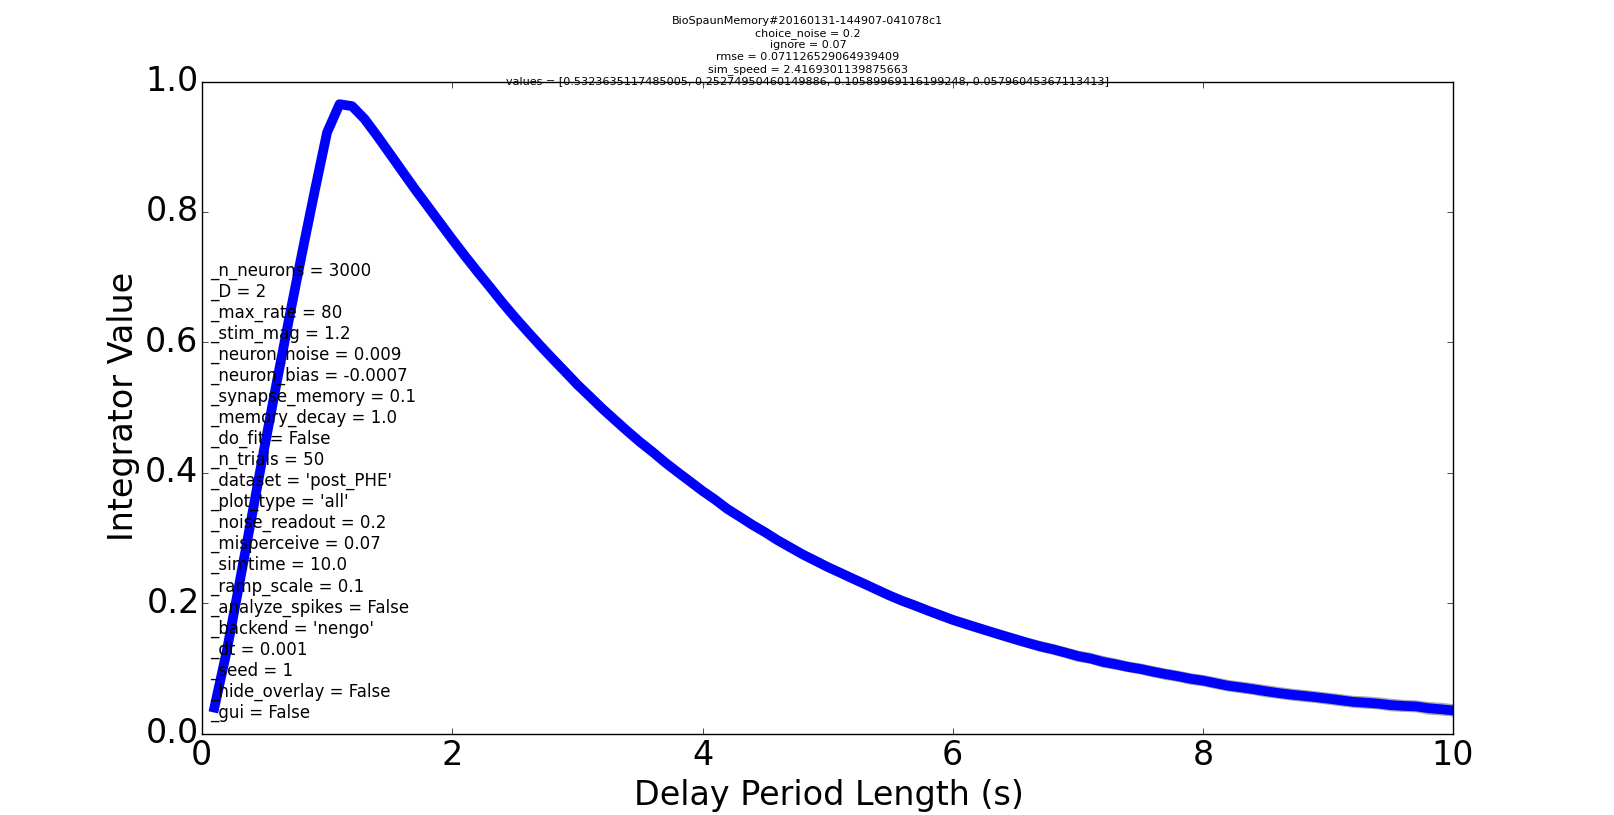 BioSpaunMemory#20160131-144907-041078c1
choice_noise = 0.2
ignore = 0.07
rmse = 0.071126529064939409
sim_speed = 2.4169301139875663
values = [0.5323635117485005, 0.25274950460149886, 0.10589969116199248, 0.05796045367113413]
1.0
0.8
0.6
0.4
0.2
0.0
Integrator Value
_n_neurons = 3000
_D = 2
_max_rate = 80
_stim_mag = 1.2
_neuron_noise = 0.009
_neuron_bias = -0.0007
_synapse_memory = 0.1
_memory_decay = 1.0
_do_fit = False
_n_trials = 50
_dataset = 'post_PHE'
_plot_type = 'all'
_noise_readout = 0.2
_misperceive = 0.07
_simtime = 10.0
_ramp_scale = 0.1
_analyze_spikes = False
_backend = 'nengo'
_dt = 0.001
_seed = 1
_hide_overlay = False
_gui = False
0 2 4 6 8 10
Delay Period Length (s)